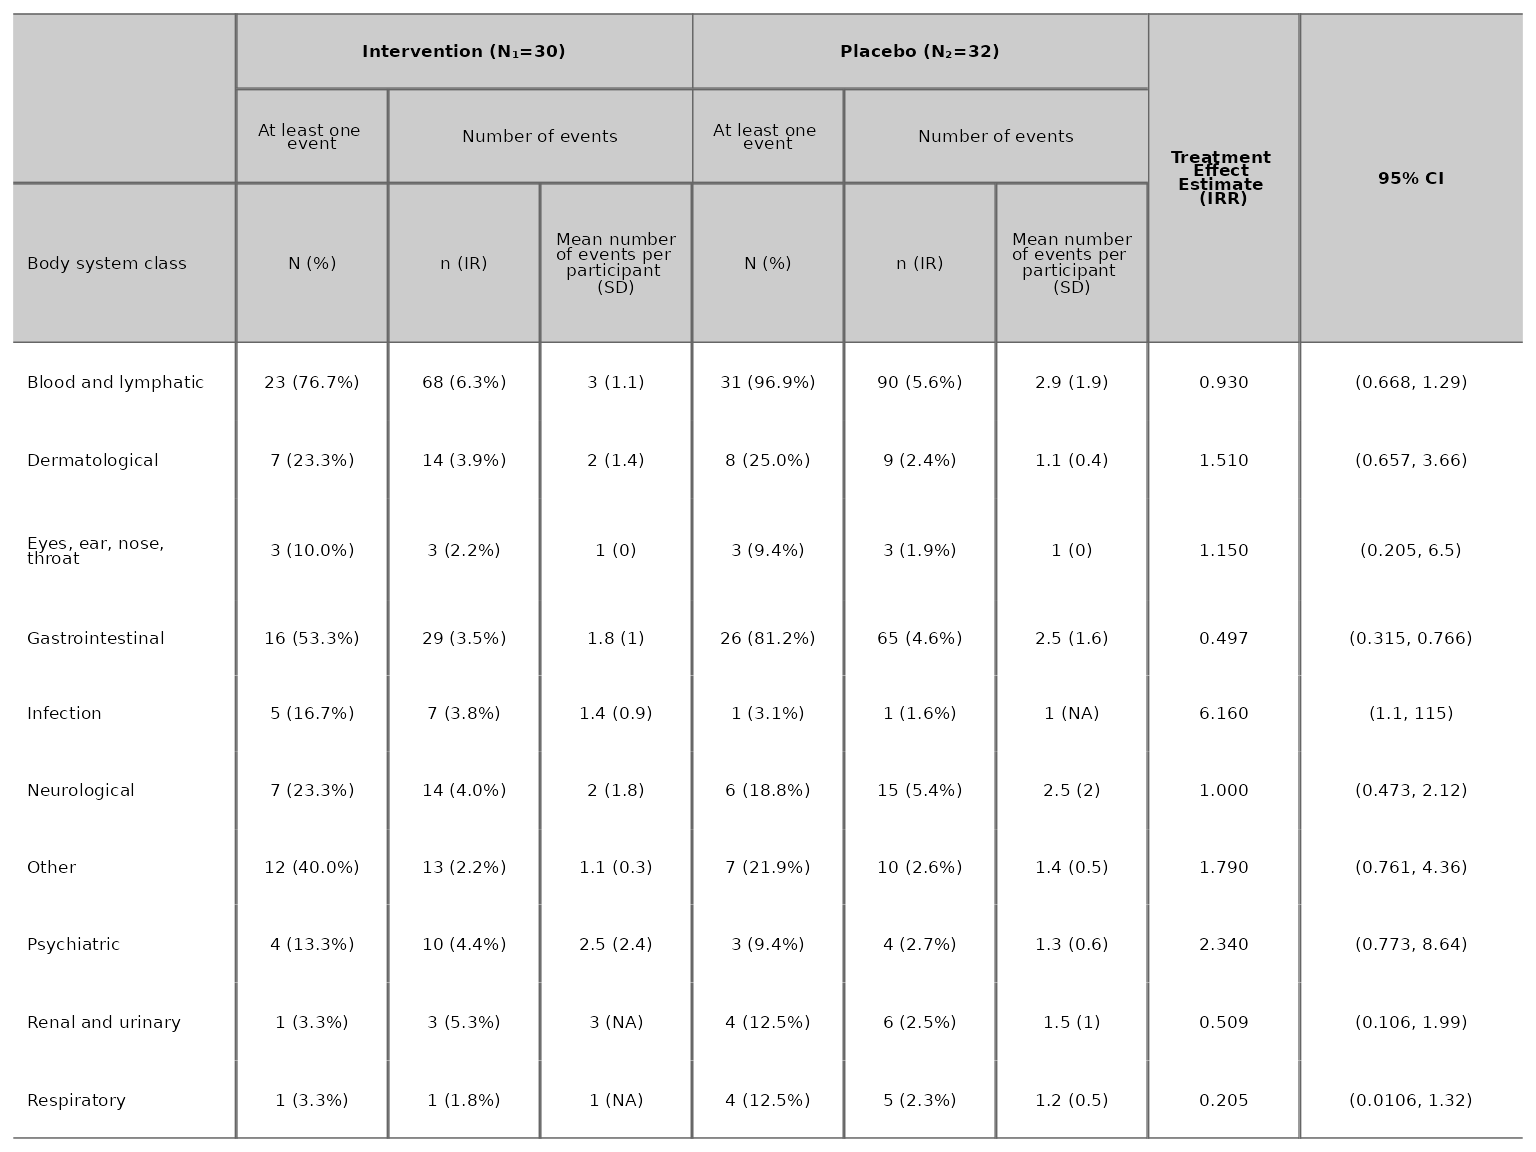 Intervention (N₁=30) Placebo (N₂=32)
At least one
event
Number of events
At least one
event
Number of events
Treatment
Effect
Estimate
(IRR)
95% CI
Body system class
N (%)
n (IR)
Mean number
of events per
participant
(SD)
N (%)
n (IR)
Mean number
of events per
participant
(SD)
Blood and lymphatic 23 (76.7%) 68 (6.3%) 3 (1.1) 31 (96.9%) 90 (5.6%) 2.9 (1.9) 0.930 (0.668, 1.29)
Dermatological 7 (23.3%) 14 (3.9%) 2 (1.4) 8 (25.0%) 9 (2.4%) 1.1 (0.4) 1.510 (0.657, 3.66)
Eyes, ear, nose,
throat
3 (10.0%) 3 (2.2%) 1 (0) 3 (9.4%) 3 (1.9%) 1 (0) 1.150 (0.205, 6.5)
Gastrointestinal 16 (53.3%) 29 (3.5%) 1.8 (1) 26 (81.2%) 65 (4.6%) 2.5 (1.6) 0.497 (0.315, 0.766)
Infection 5 (16.7%) 7 (3.8%) 1.4 (0.9) 1 (3.1%) 1 (1.6%) 1 (NA) 6.160 (1.1, 115)
Neurological 7 (23.3%) 14 (4.0%) 2 (1.8) 6 (18.8%) 15 (5.4%) 2.5 (2) 1.000 (0.473, 2.12)
Other 12 (40.0%) 13 (2.2%) 1.1 (0.3) 7 (21.9%) 10 (2.6%) 1.4 (0.5) 1.790 (0.761, 4.36)
Psychiatric 4 (13.3%) 10 (4.4%) 2.5 (2.4) 3 (9.4%) 4 (2.7%) 1.3 (0.6) 2.340 (0.773, 8.64)
Renal and urinary 1 (3.3%) 3 (5.3%) 3 (NA) 4 (12.5%) 6 (2.5%) 1.5 (1) 0.509 (0.106, 1.99)
Respiratory 1 (3.3%) 1 (1.8%) 1 (NA) 4 (12.5%) 5 (2.3%) 1.2 (0.5) 0.205 (0.0106, 1.32)